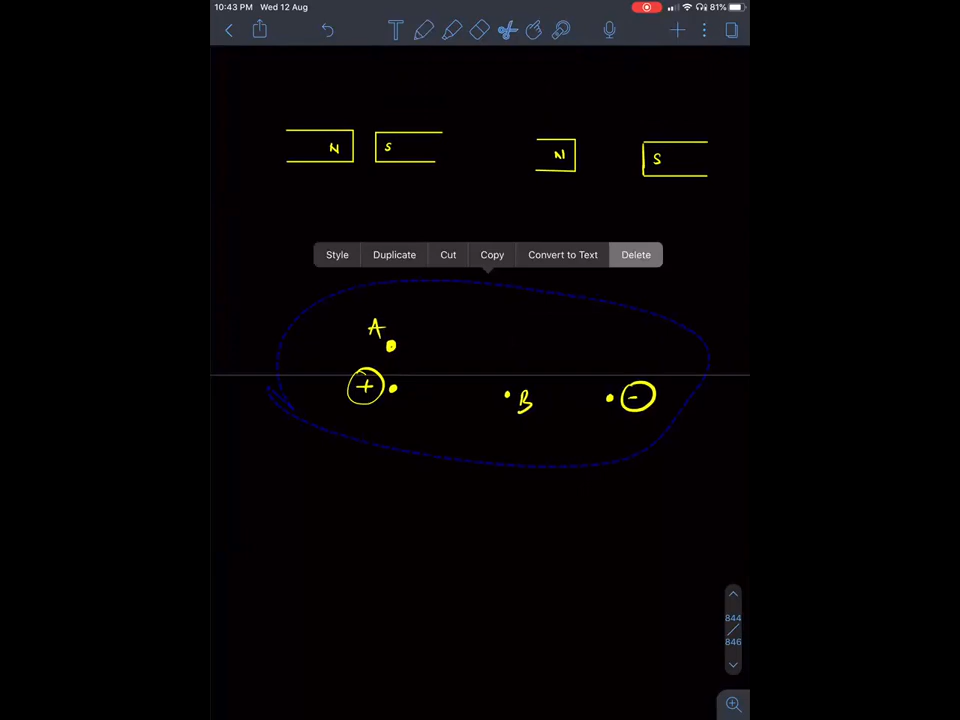 10:43 PM Wed 12 Aug 81%
T
N S N S
Style Duplicate Cut Copy Convert to Text Delete
A
+ B -
844
846